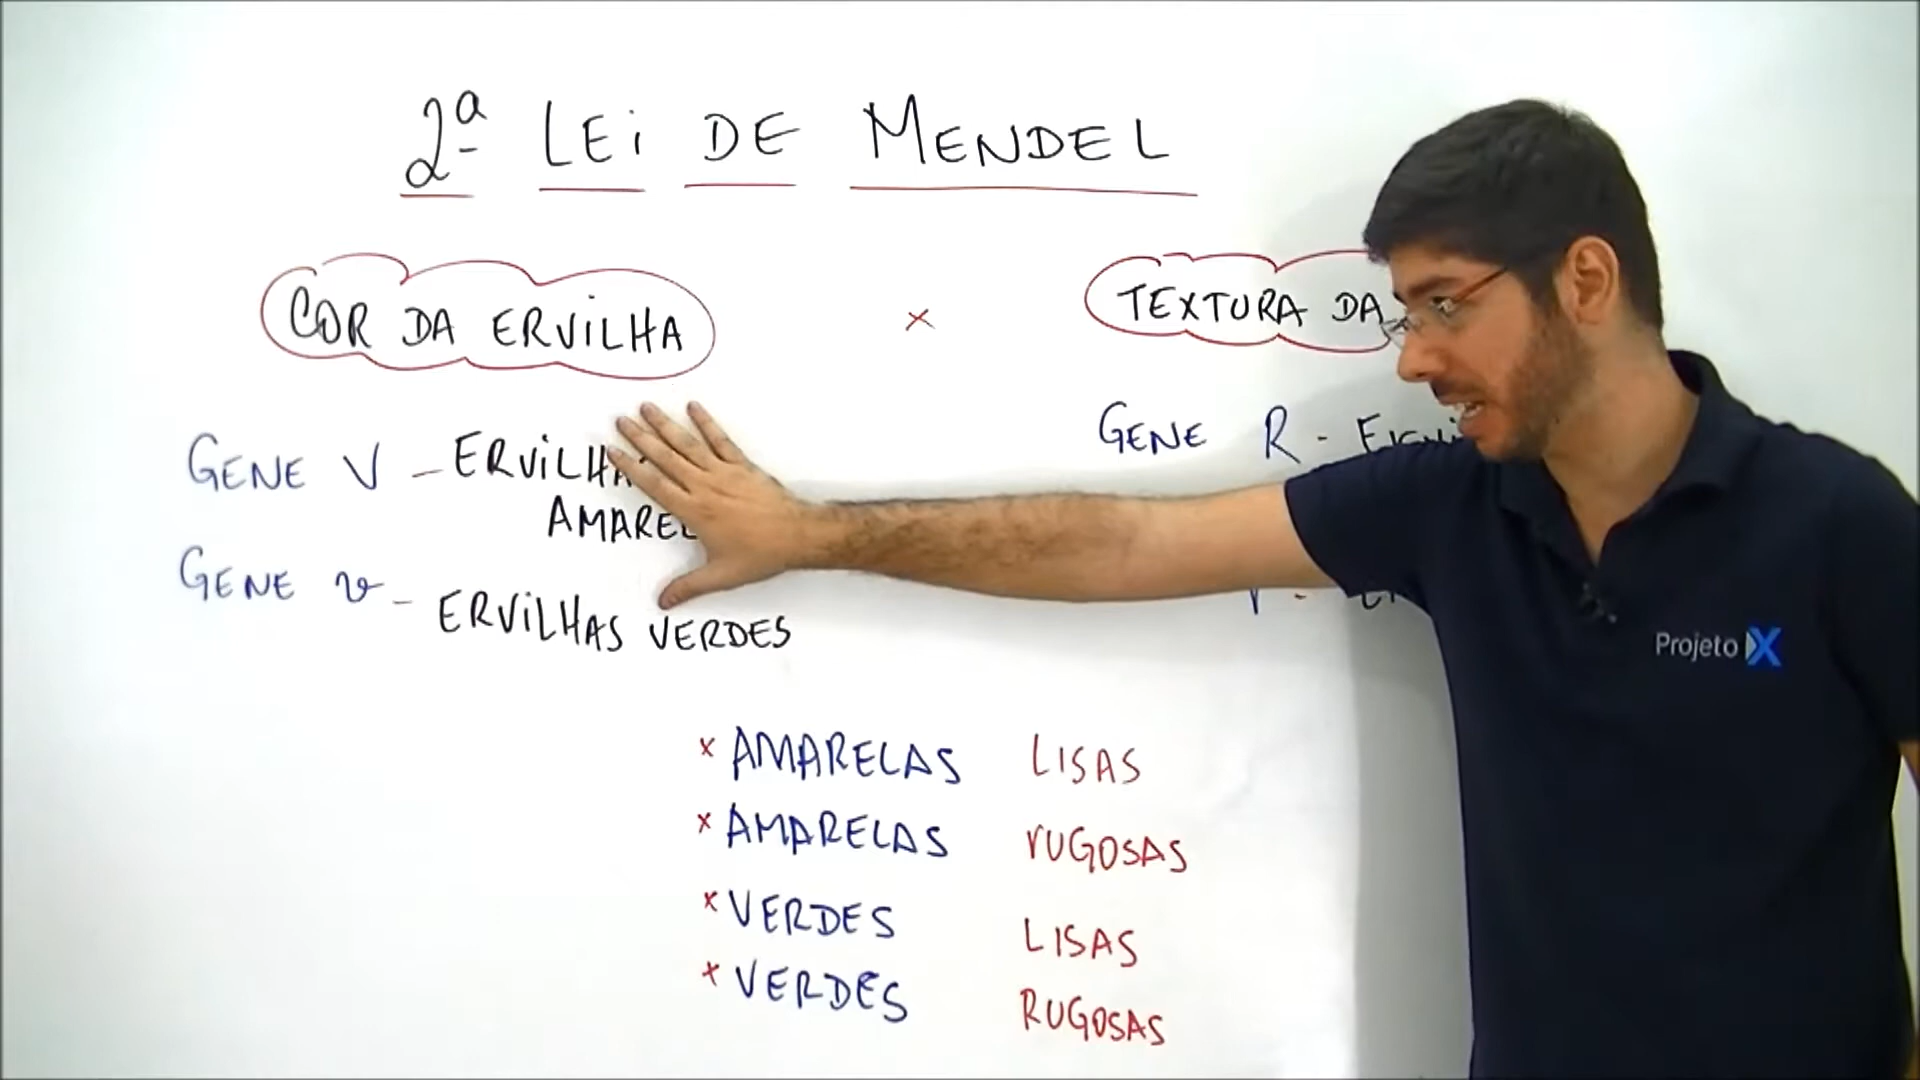 2ª LEI DE MENDEL
COR DA ERVILHA × TEXTURA DA
GENE V - ERVILHA
AMAREL
GENE v - ERVILHAS VERDES
GENE R -
r -
Projeto X
× AMARELAS LISAS
× AMARELAS RUGOSAS
× VERDES LISAS
× VERDES RUGOSAS